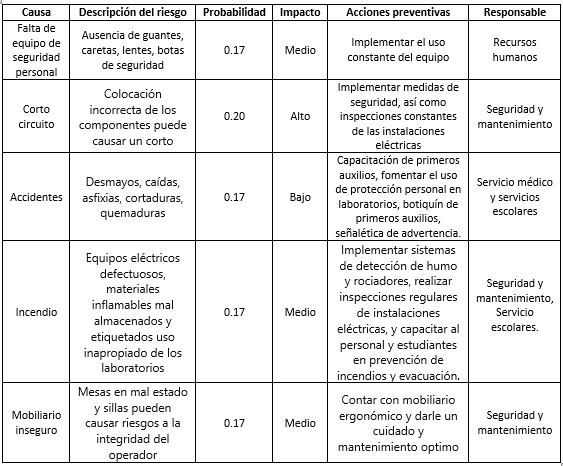 Causa
Descripción del riesgo
Probabilidad
Impacto
Acciones preventivas
Responsable
Falta de
equipo de
seguridad
personal
Ausencia de guantes,
caretas, lentes, botas
de seguridad
0.17
Medio
Implementar el uso
constante del equipo
Recursos
humanos
Corto
circuito
Colocación
incorrecta de los
componentes puede
causar un corto
0.20
Alto
Implementar medidas de
seguridad, así como
inspecciones constantes
de las instalaciones
eléctricas
Seguridad y
mantenimiento
Accidentes
Desmayos, caídas,
asfixias, cortaduras,
quemaduras
0.17
Bajo
Capacitación de primeros
auxilios, fomentar el uso
de protección personal en
laboratorios, botiquín de
primeros auxilios,
señalética de advertencia.
Servicio médico
y servicios
escolares
Incendio
Equipos eléctricos
defectuosos,
materiales
inflamables mal
almacenados y
etiquetados uso
inapropiado de los
laboratorios
0.17
Medio
Implementar sistemas
de detección de humo
y rociadores, realizar
inspecciones regulares
de instalaciones
eléctricas, y capacitar al
personal y estudiantes
en prevención de
incendios y evacuación.
Seguridad y
mantenimiento,
Servicio
escolares.
Mobiliario
inseguro
Mesas en mal estado
y sillas pueden
causar riesgos a la
integridad del
operador
0.17
Medio
Contar con mobiliario
ergonómico y darle un
cuidado y
mantenimiento optimo
Seguridad y
mantenimiento